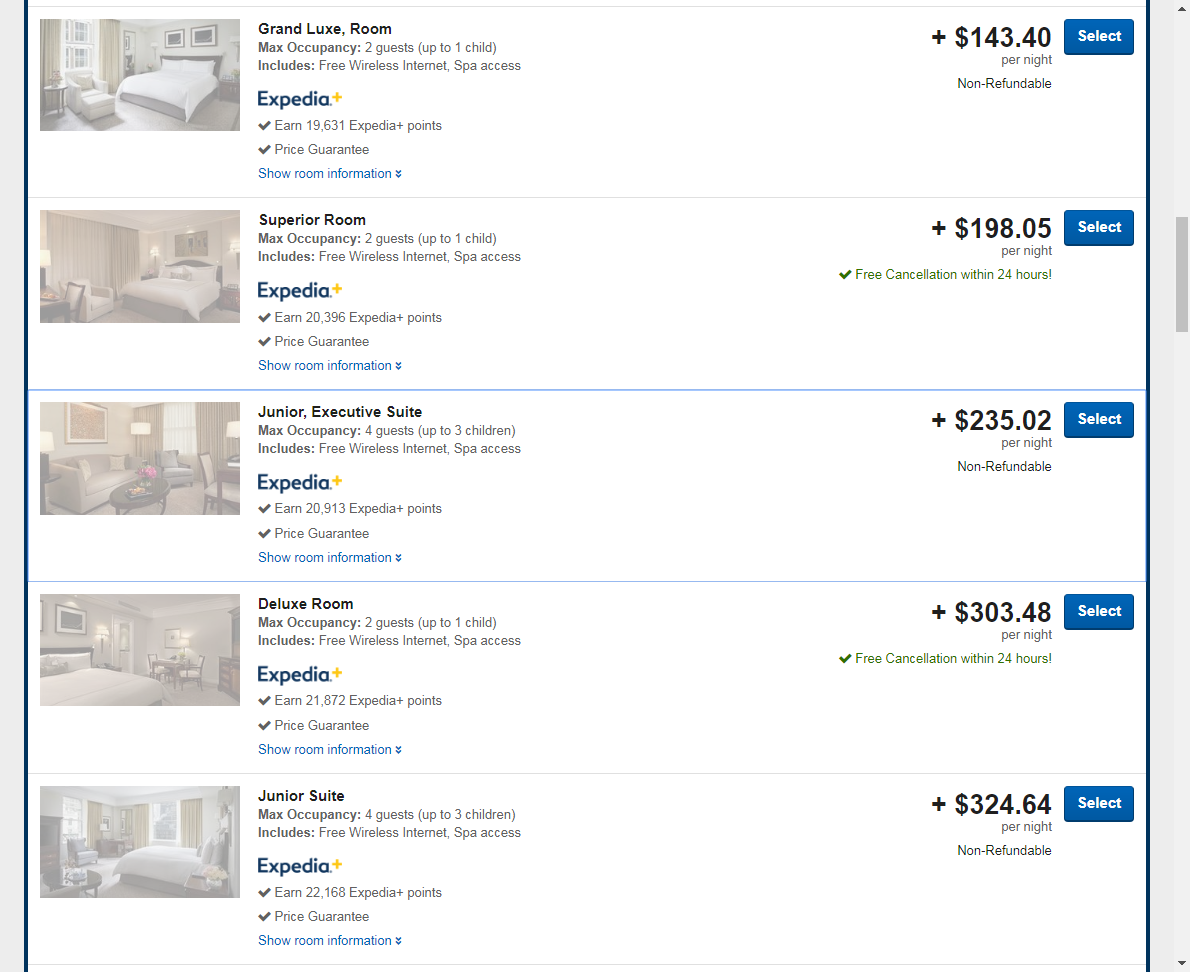 Grand Luxe, Room
Max Occupancy: 2 guests (up to 1 child)
Includes: Free Wireless Internet, Spa access
Expedia+
Earn 19,631 Expedia+ points
Price Guarantee
Show room information
+ $143.40
per night
Non-Refundable
Select
Superior Room
Max Occupancy: 2 guests (up to 1 child)
Includes: Free Wireless Internet, Spa access
Expedia+
Earn 20,396 Expedia+ points
Price Guarantee
Show room information
+ $198.05
per night
Free Cancellation within 24 hours!
Select
Junior, Executive Suite
Max Occupancy: 4 guests (up to 3 children)
Includes: Free Wireless Internet, Spa access
Expedia+
Earn 20,913 Expedia+ points
Price Guarantee
Show room information
+ $235.02
per night
Non-Refundable
Select
Deluxe Room
Max Occupancy: 2 guests (up to 1 child)
Includes: Free Wireless Internet, Spa access
Expedia+
Earn 21,872 Expedia+ points
Price Guarantee
Show room information
+ $303.48
per night
Free Cancellation within 24 hours!
Select
Junior Suite
Max Occupancy: 4 guests (up to 3 children)
Includes: Free Wireless Internet, Spa access
Expedia+
Earn 22,168 Expedia+ points
Price Guarantee
Show room information
+ $324.64
per night
Non-Refundable
Select